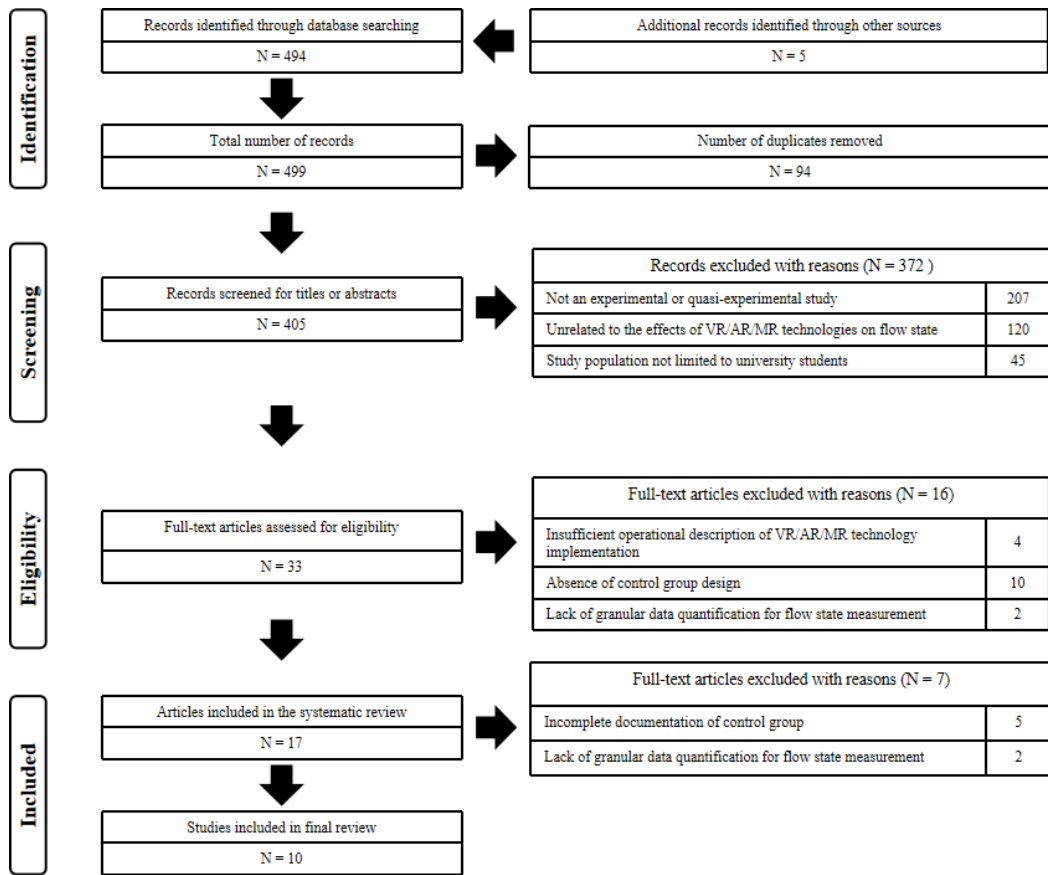 Identification
Records identified through database searching
N = 494
Additional records identified through other sources
N = 5
Total number of records
N = 499
Number of duplicates removed
N = 94
Screening
Records screened for titles or abstracts
N = 405
Records excluded with reasons (N = 372 )
Not an experimental or quasi-experimental study 207
Unrelated to the effects of VR/AR/MR technologies on flow state 120
Study population not limited to university students 45
Eligibility
Full-text articles assessed for eligibility
N = 33
Full-text articles excluded with reasons (N = 16)
Insufficient operational description of VR/AR/MR technology
implementation 4
Absence of control group design 10
Lack of granular data quantification for flow state measurement 2
Included
Articles included in the systematic review
N = 17
Full-text articles excluded with reasons (N = 7)
Incomplete documentation of control group 5
Lack of granular data quantification for flow state measurement 2
Studies included in final review
N = 10